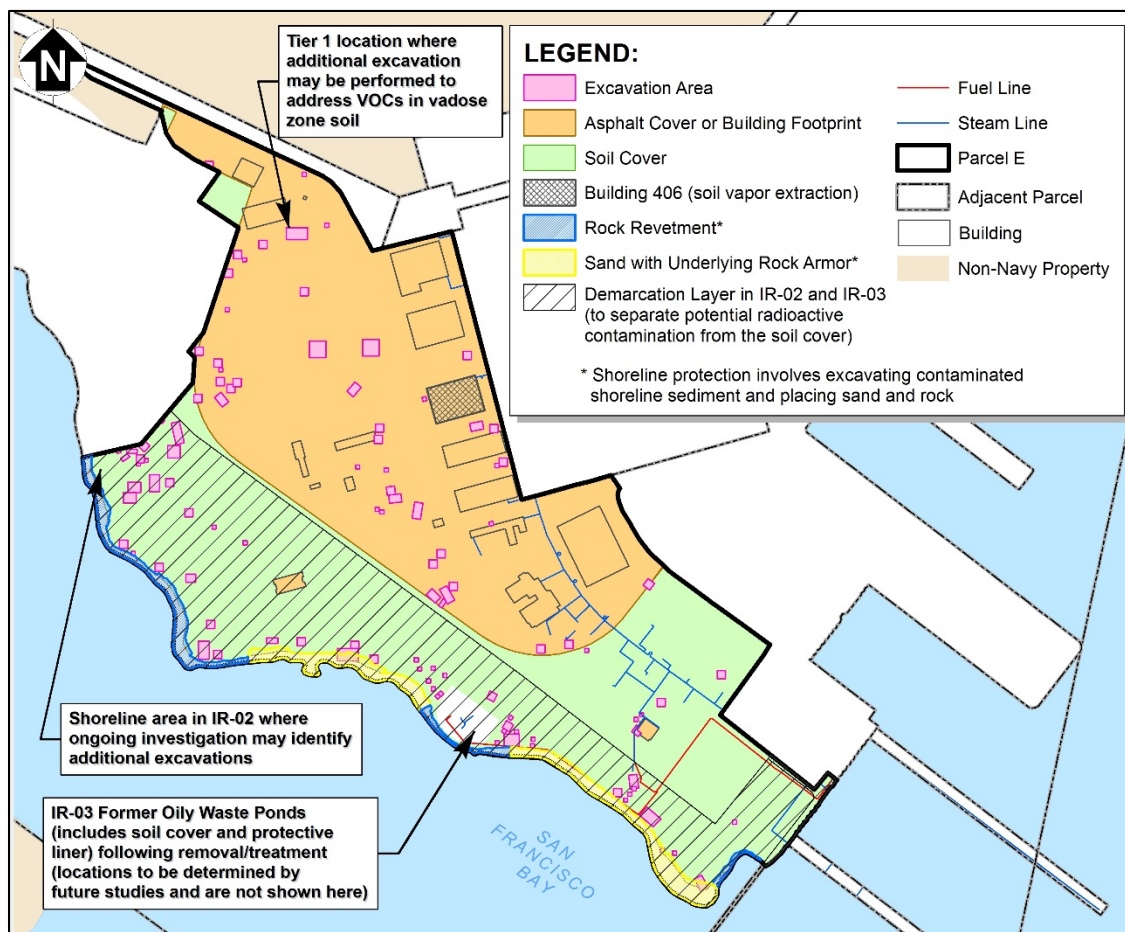 N
Tier 1 location where
additional excavation
may be performed to
address VOCs in vadose
zone soil
LEGEND:
Excavation Area
Asphalt Cover or Building Footprint
Soil Cover
Building 406 (soil vapor extraction)
Rock Revetment*
Sand with Underlying Rock Armor*
Demarcation Layer in IR-02 and IR-03
(to separate potential radioactive
contamination from the soil cover)
Fuel Line
Steam Line
Parcel E
Adjacent Parcel
Building
Non-Navy Property
* Shoreline protection involves excavating contaminated
shoreline sediment and placing sand and rock
Shoreline area in IR-02 where
ongoing investigation may identify
additional excavations
IR-03 Former Oily Waste Ponds
(includes soil cover and protective
liner) following removal/treatment
(locations to be determined by
future studies and are not shown here)
SAN
FRANCISCO
BAY